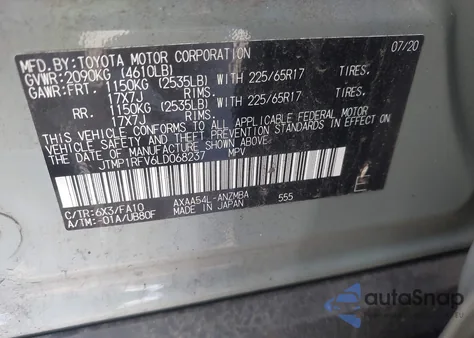 MFD.BY:TOYOTA MOTOR CORPORATION 07/20
GVWR:2090KG (4610LB)
GAWR:FRT. 1150KG (2535LB) WITH 225/65R17 TIRES.
17X7J RIMS.
RR. 1150KG (2535LB) WITH 225/65R17 TIRES.
17X7J RIMS.
THIS VEHICLE CONFORMS TO ALL APPLICABLE FEDERAL MOTOR
VEHICLE SAFETY AND THEFT PREVENTION
STANDARDS IN EFFECT ON THE DATE OF
MANUFACTURE SHOWN ABOVE.
JTMP1RFV6LD068237 MPV
C/TR:6X3/FA10 AXAA54L-ANZMBA 555
A/TM:-01A/UB80F MADE IN JAPAN
autoSnap